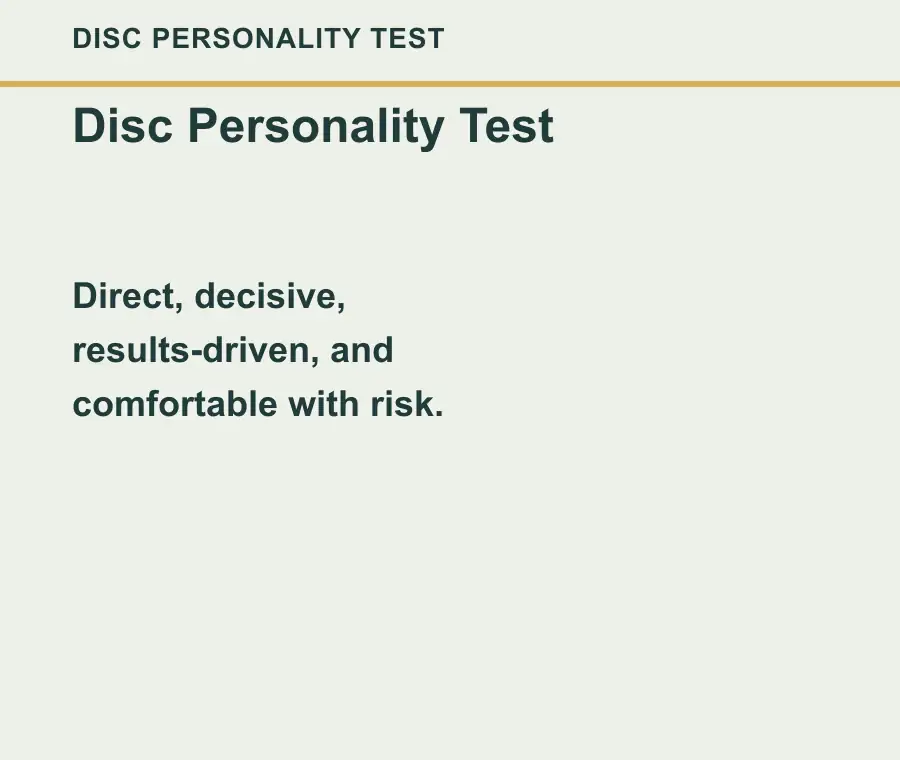 DISC PERSONALITY TEST
Disc Personality Test
Direct, decisive,
results-driven, and
comfortable with risk.